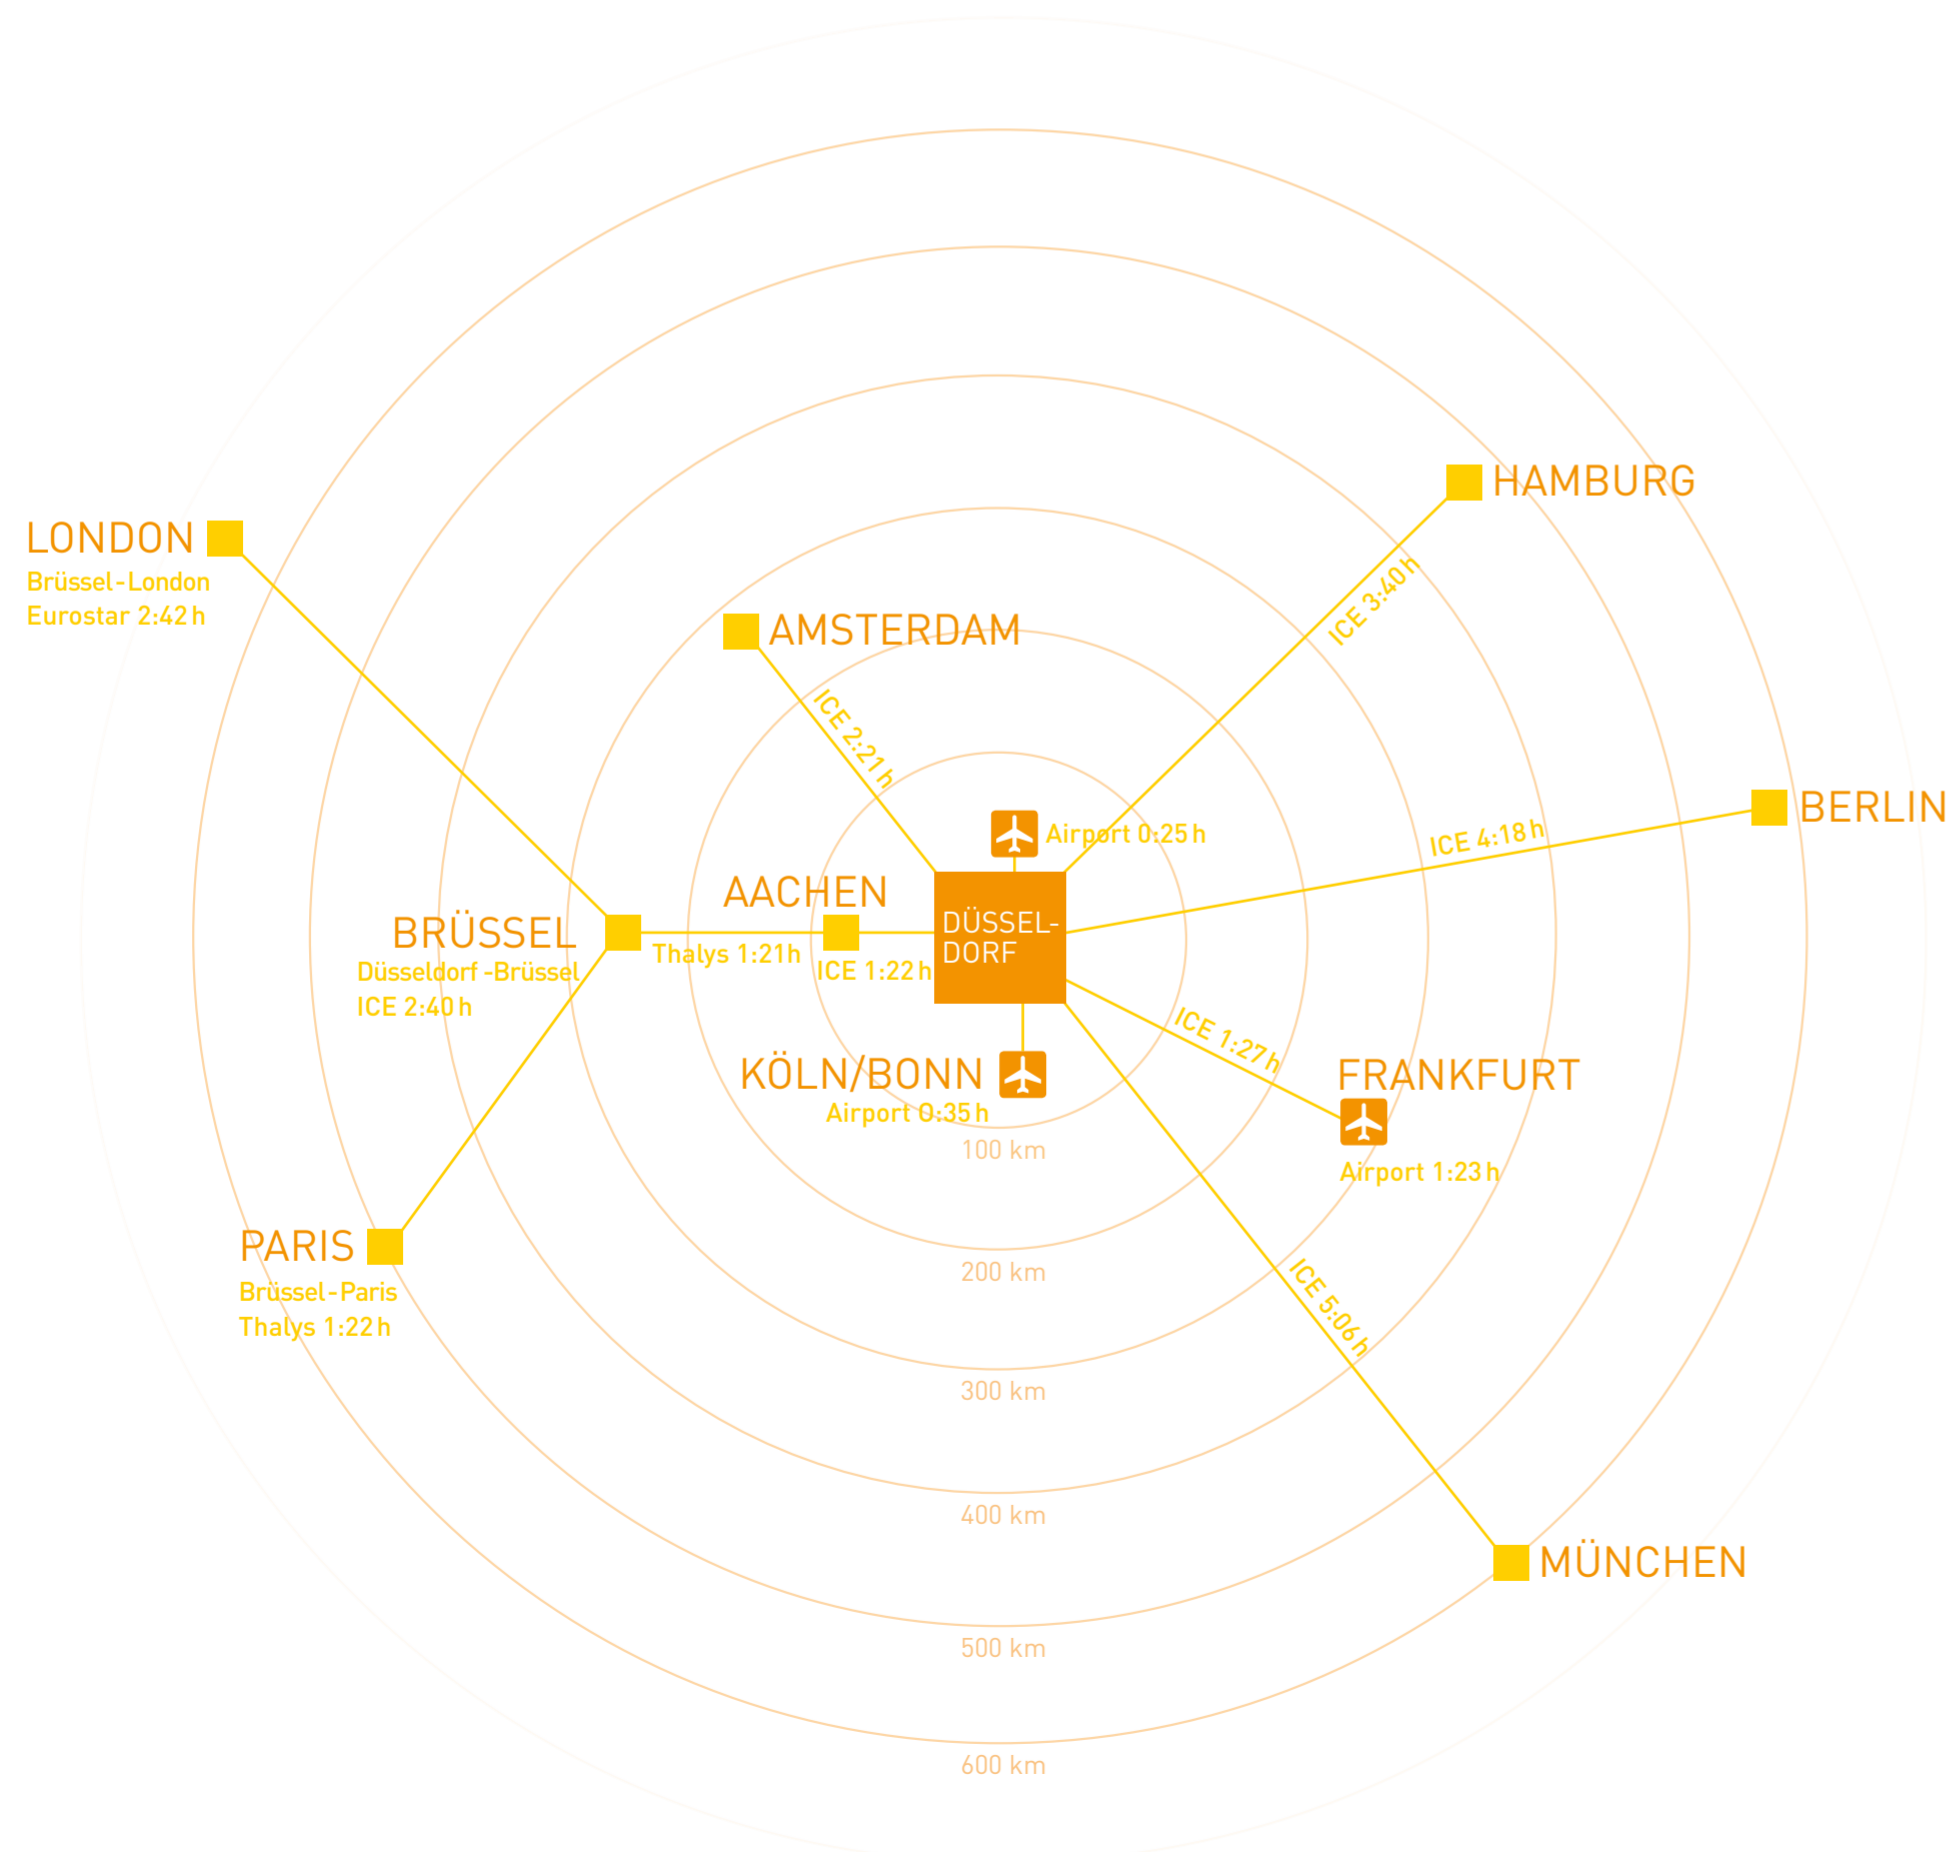 HAMBURG
LONDON
Brüssel-London
Eurostar 2:42 h
ICE 3:40 h
AMSTERDAM
ICE 2:21 h
BERLIN
Airport 0:25 h
ICE 4:18 h
AACHEN
DÜSSEL-
DORF
BRÜSSEL
Thalys 1:21h
ICE 1:22 h
Düsseldorf -Brüssel
ICE 2:40 h
ICE 1:27 h
KÖLN/BONN
Airport 0:35 h
FRANKFURT
Airport 1:23 h
100 km
PARIS
Brüssel-Paris
Thalys 1:22 h
200 km
ICE 5:06 h
300 km
400 km
MÜNCHEN
500 km
600 km